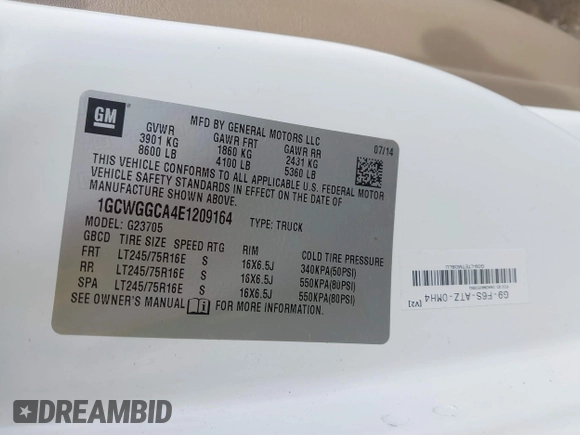 GM
MFD BY GENERAL MOTORS LLC
07/14
GVWR GAWR FRT GAWR RR
3901 KG 1860 KG 2431 KG
8600 LB 4100 LB 5360 LB
THIS VEHICLE CONFORMS TO ALL APPLICABLE U.S. FEDERAL MOTOR
VEHICLE SAFETY STANDARDS IN EFFECT ON THE DATE OF
MANUFACTURE SHOWN ABOVE.
1GCWGGCA4E1209164 TYPE: TRUCK
MODEL: G23705
GBCD TIRE SIZE SPEED RTG RIM COLD TIRE PRESSURE
FRT LT245/75R16E S 16X6.5J 340KPA(50PSI)
RR LT245/75R16E S 16X6.5J 550KPA(80PSI)
SPA LT245/75R16E S 16X6.5J 550KPA(80PSI)
SEE OWNER'S MANUAL FOR MORE INFORMATION.
G9-F6S-ATZ-0MH4 [V2]
DREAMBID